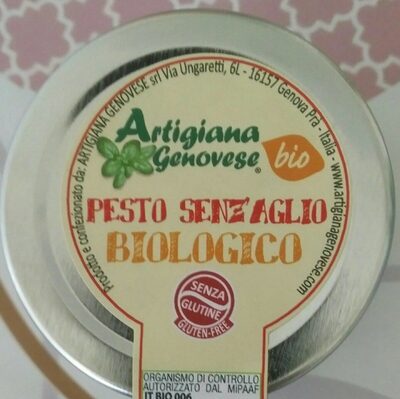 Prodotto e confezionato da: ARTIGIANA GENOVESE srl Via Ungaretti, 6L - 16157 Genova Pra - Italia - www.artigianagenovese.com
Artigiana
Genovese®
bio
PESTO SENZ'AGLIO
BIOLOGICO
SENZA
GLUTINE
GLUTEN-FREE
ORGANISMO DI CONTROLLO
AUTORIZZATO DAL MIPAAF
IT BIO 006